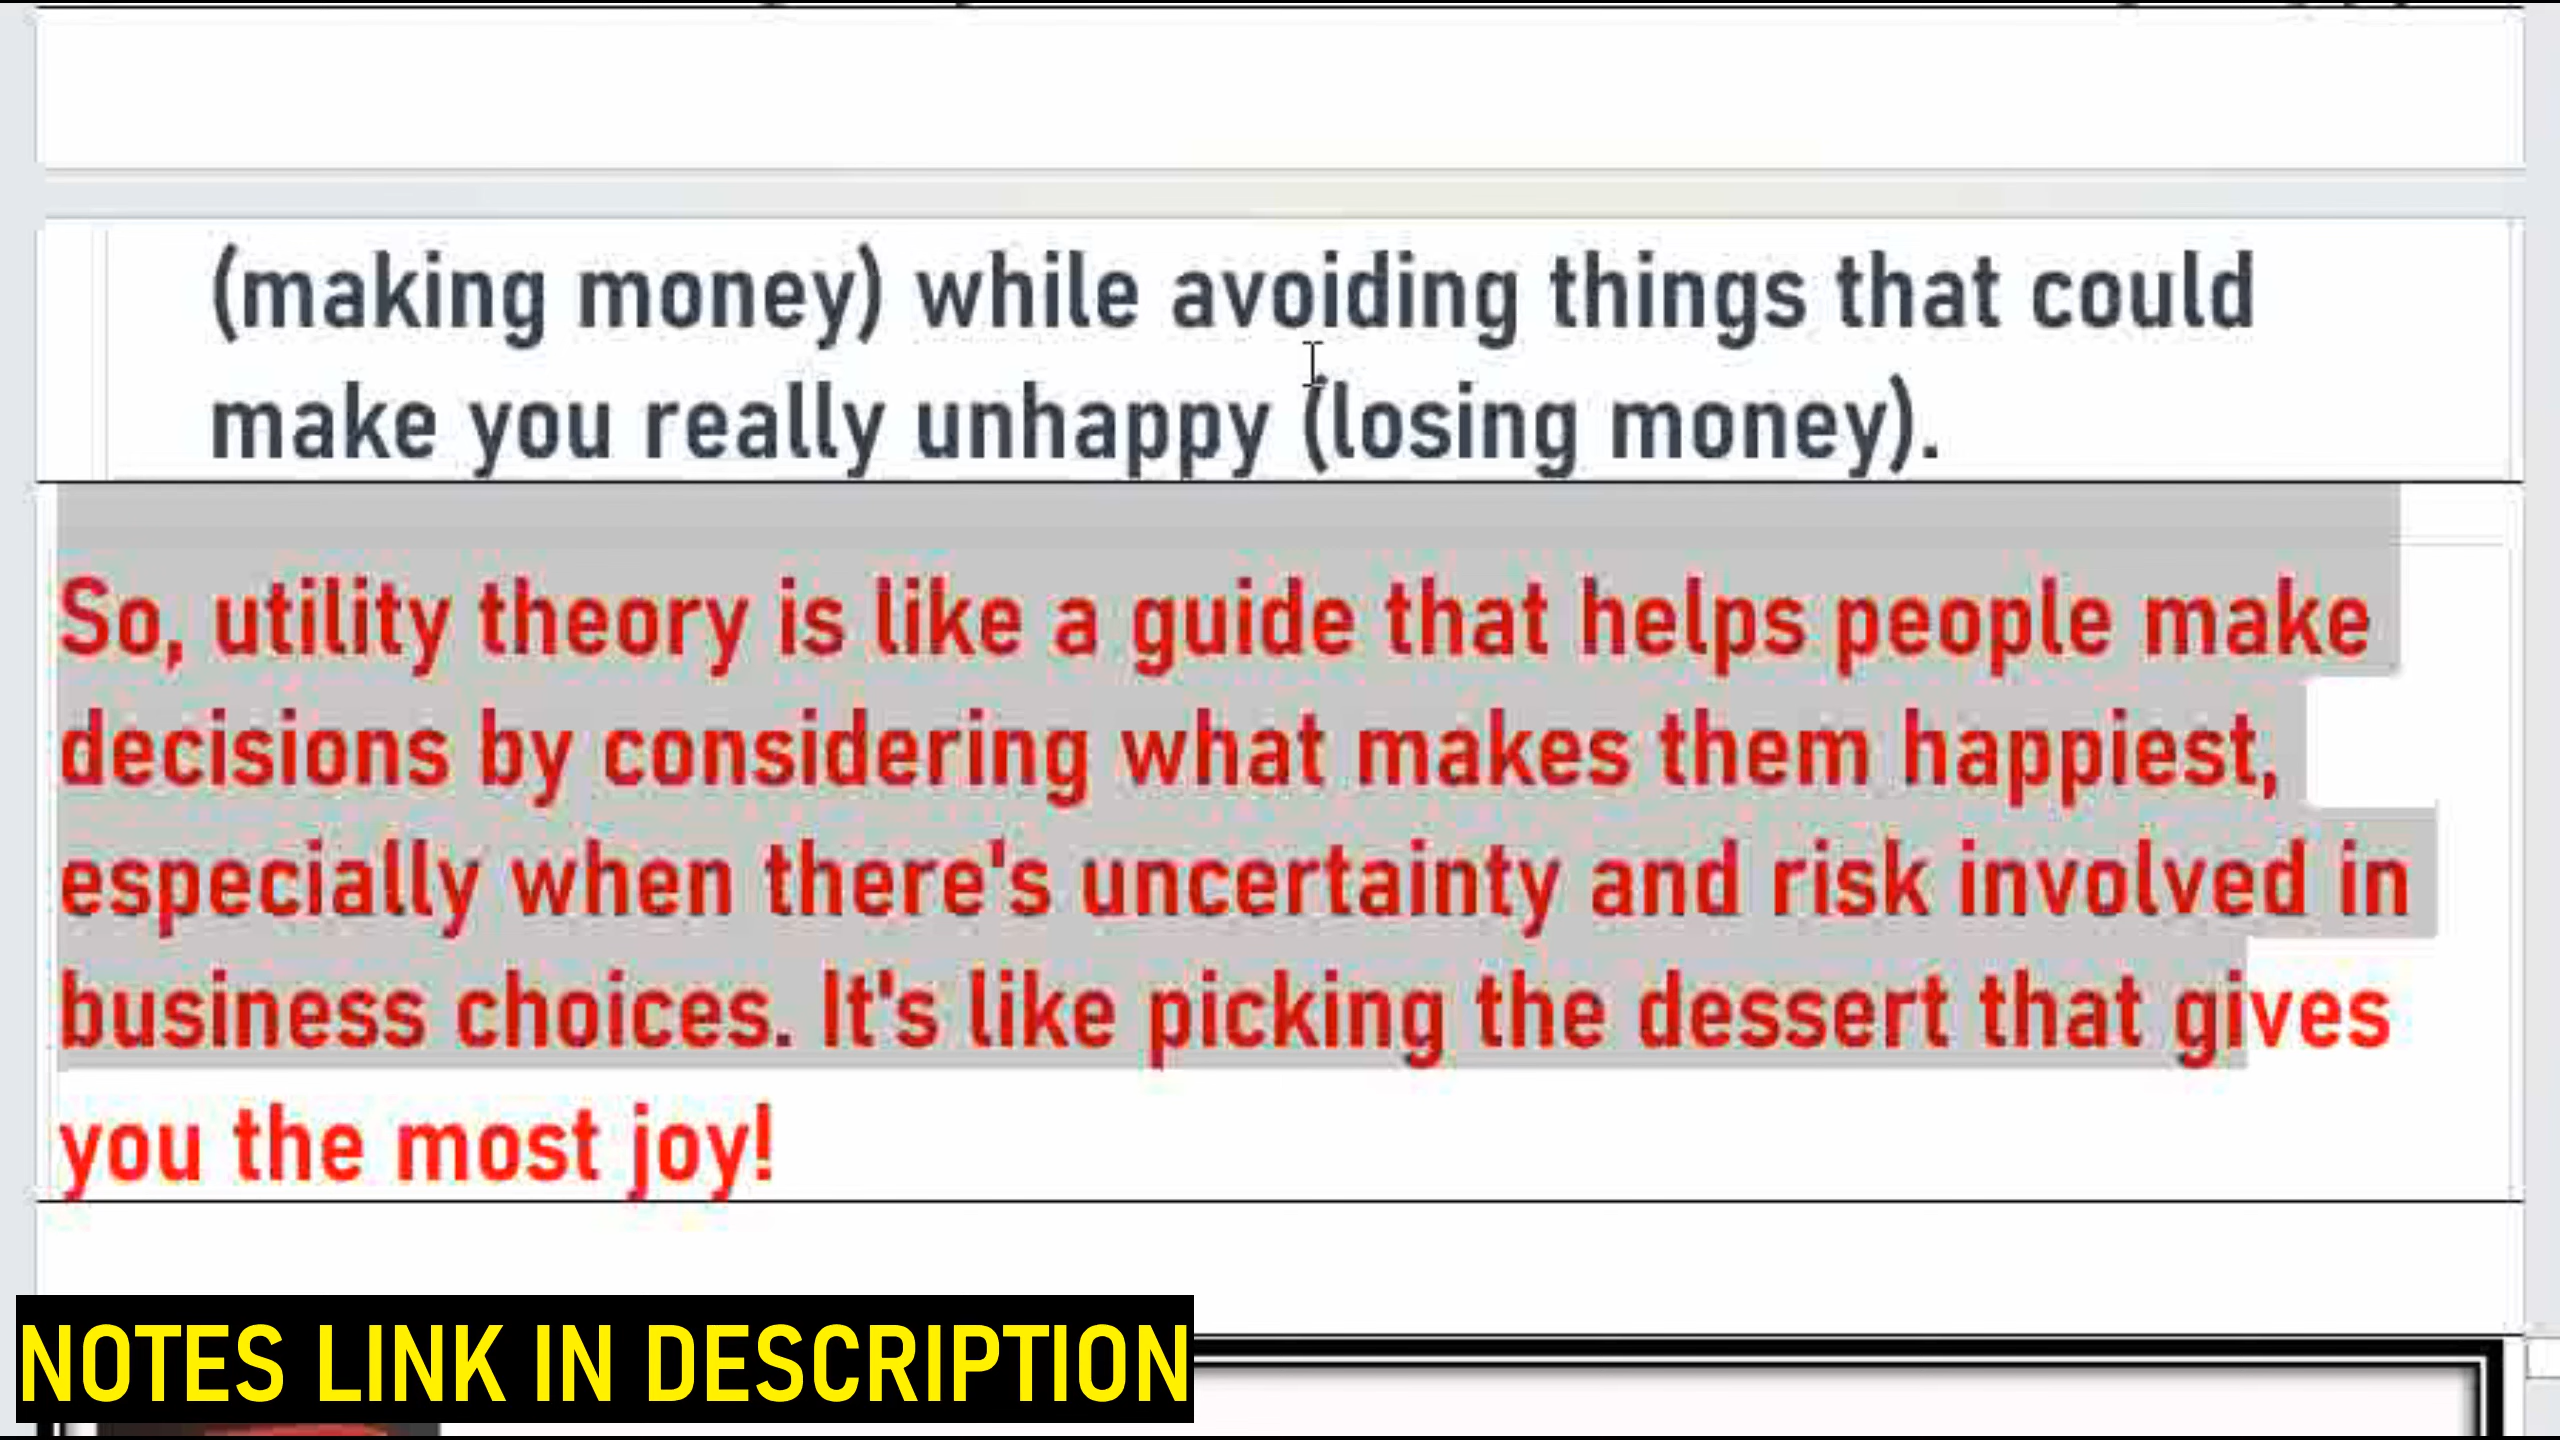 (making money) while avoiding things that could
make you really unhappy (losing money).
So, utility theory is like a guide that helps people make
decisions by considering what makes them happiest,
especially when there's uncertainty and risk involved in
business choices. It's like picking the dessert that gives
you the most joy!
NOTES LINK IN DESCRIPTION